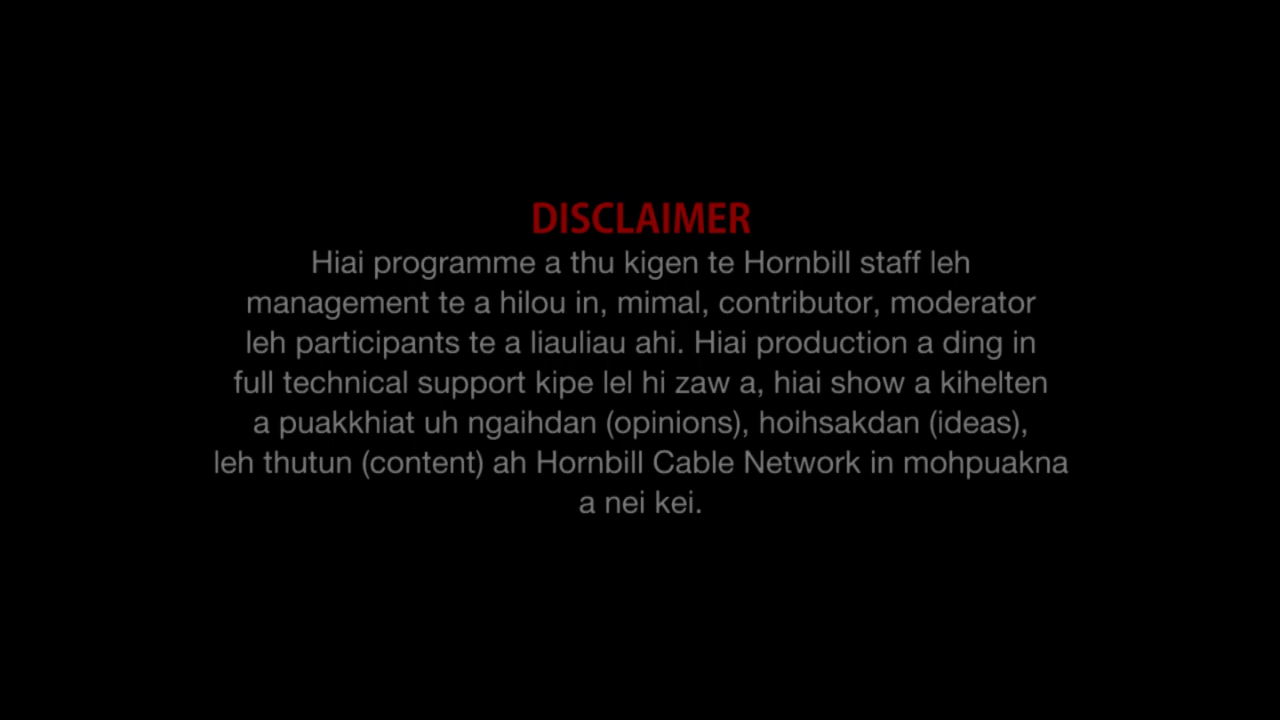 DISCLAIMER
Hiai programme a thu kigen te Hornbill staff leh
management te a hilou in, mimal, contributor, moderator
leh participants te a liauliau ahi. Hiai production a ding in
full technical support kipe lel hi zaw a, hiai show a kihelten
a puakkhiat uh ngaihdan (opinions), hoihsakdan (ideas),
leh thutun (content) ah Hornbill Cable Network in mohpuakna
a nei kei.